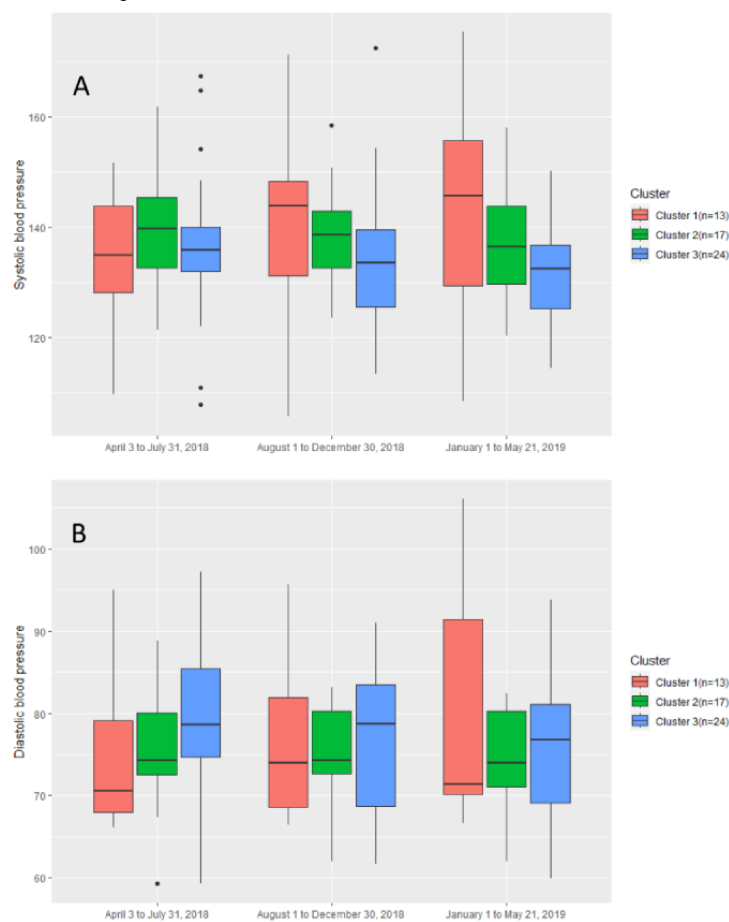 A
Systolic blood pressure
160
140
120
April 3 to July 31, 2018
August 1 to December 30, 2018
January 1 to May 21, 2019
Cluster
Cluster 1(n=13)
Cluster 2(n=17)
Cluster 3(n=24)
B
Diastolic blood pressure
100
90
80
70
60
April 3 to July 31, 2018
August 1 to December 30, 2018
January 1 to May 21, 2019
Cluster
Cluster 1(n=13)
Cluster 2(n=17)
Cluster 3(n=24)